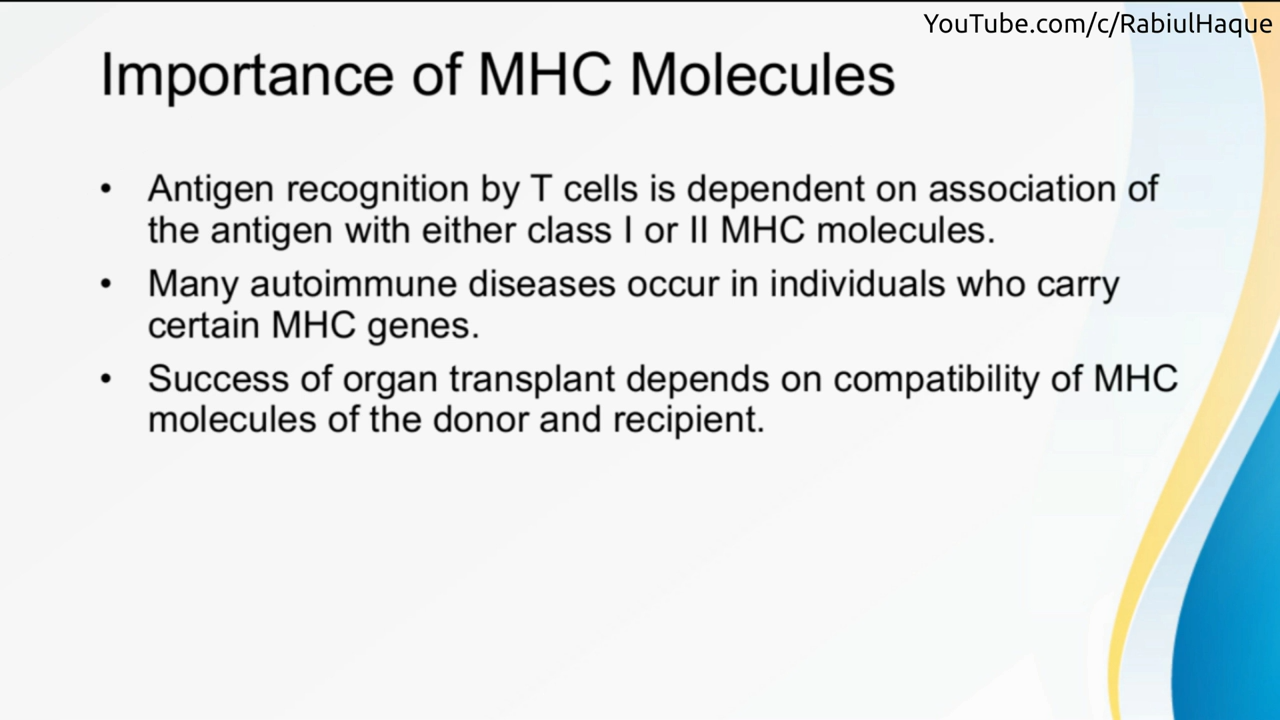 YouTube.com/c/RabiulHaque
Importance of MHC Molecules
• Antigen recognition by T cells is dependent on association of
the antigen with either class I or II MHC molecules.
• Many autoimmune diseases occur in individuals who carry
certain MHC genes.
• Success of organ transplant depends on compatibility of MHC
molecules of the donor and recipient.